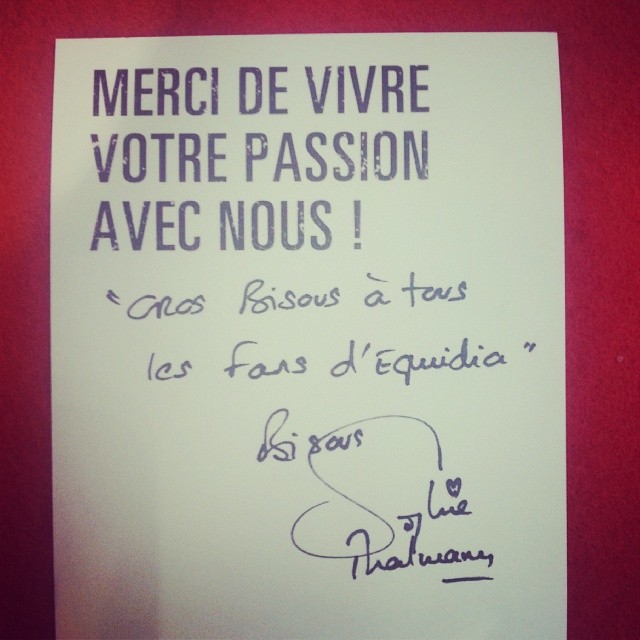 MERCI DE VIVRE
VOTRE PASSION
AVEC NOUS !
"Gros Bisous à tous
les fans d'Equidia"
Bisous
Sophie
Thalmann